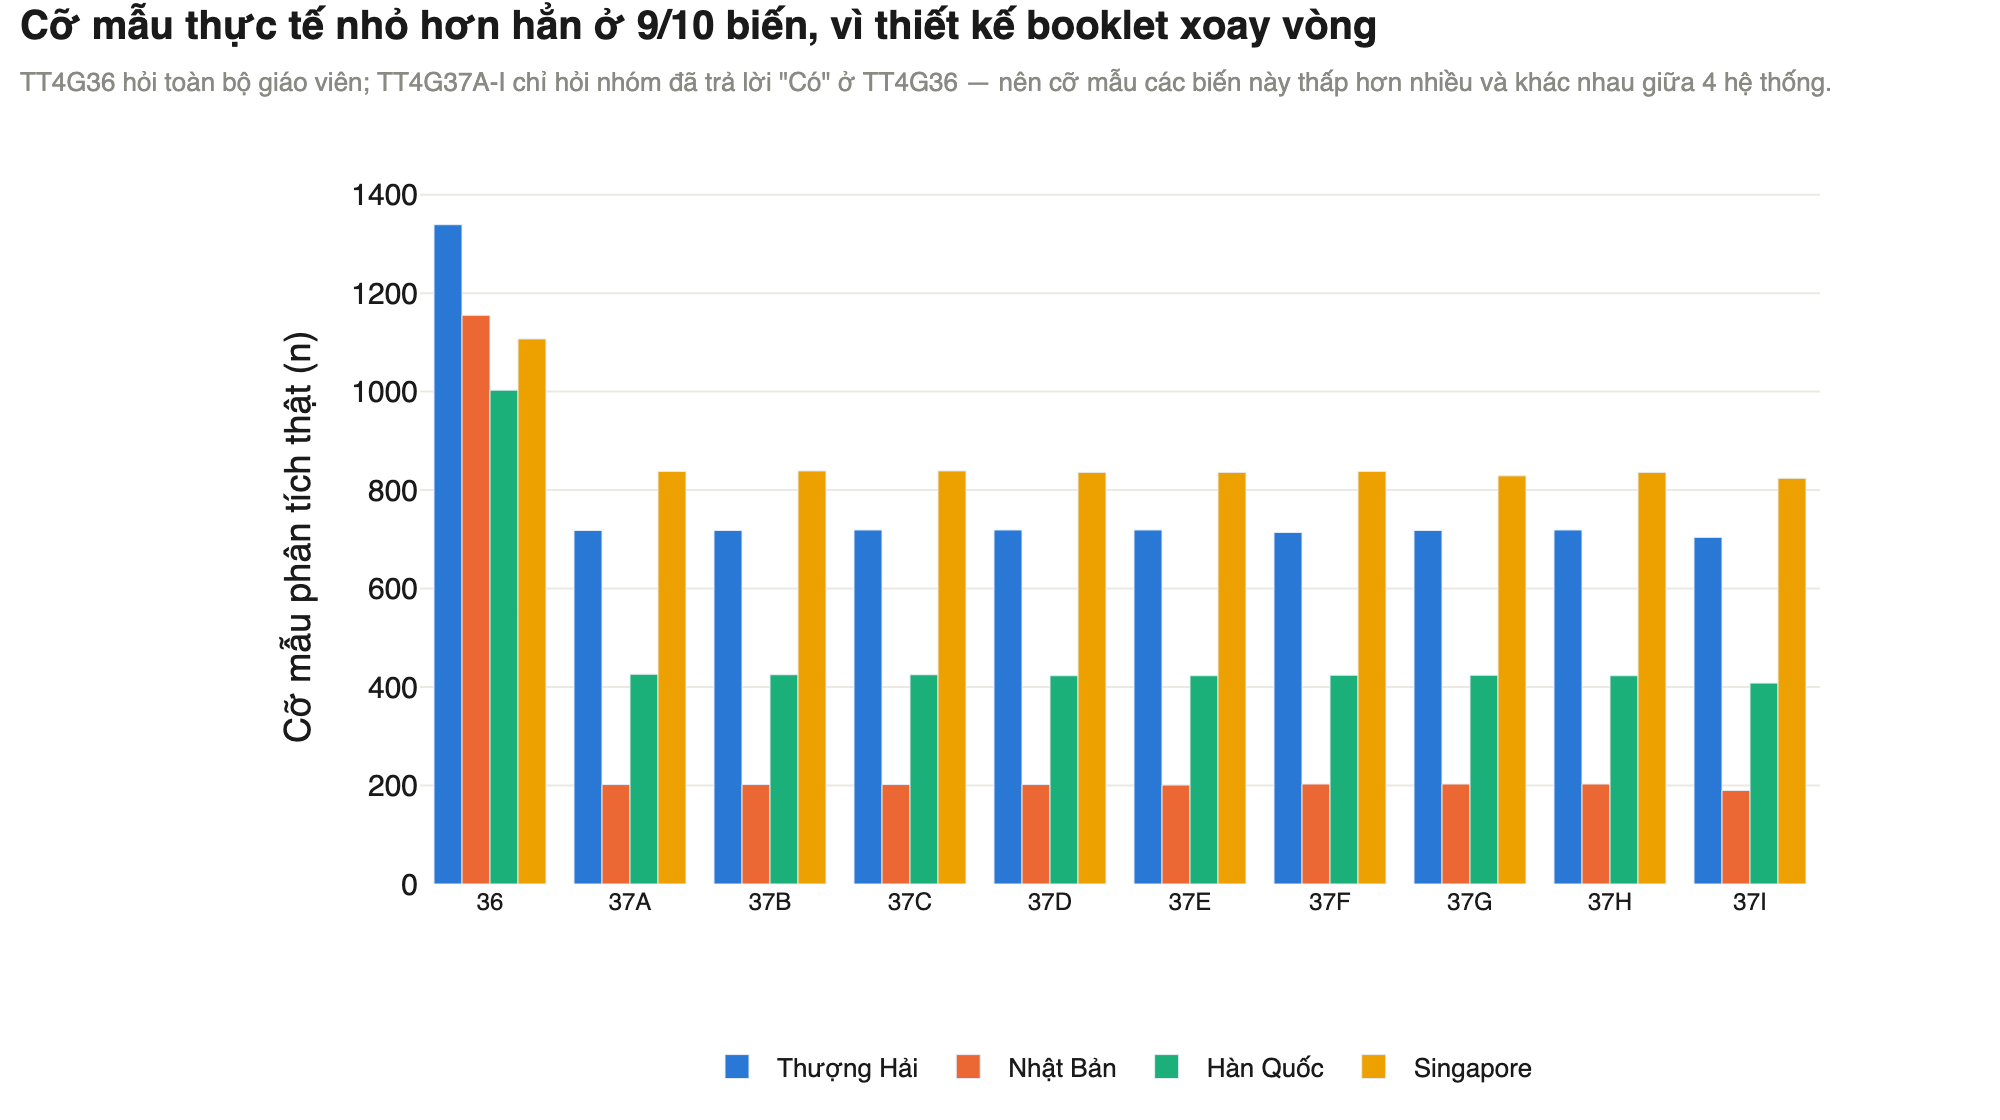 Cỡ mẫu thực tế nhỏ hơn hẳn ở 9/10 biến, vì thiết kế booklet xoay vòng
TT4G36 hỏi toàn bộ giáo viên; TT4G37A-I chỉ hỏi nhóm đã trả lời "Có" ở TT4G36 — nên cỡ mẫu các biến này thấp hơn nhiều và khác nhau giữa 4 hệ thống.
Cỡ mẫu phân tích thật (n)
1400
1200
1000
800
600
400
200
0
36 37A 37B 37C 37D 37E 37F 37G 37H 37I
Thượng Hải Nhật Bản Hàn Quốc Singapore